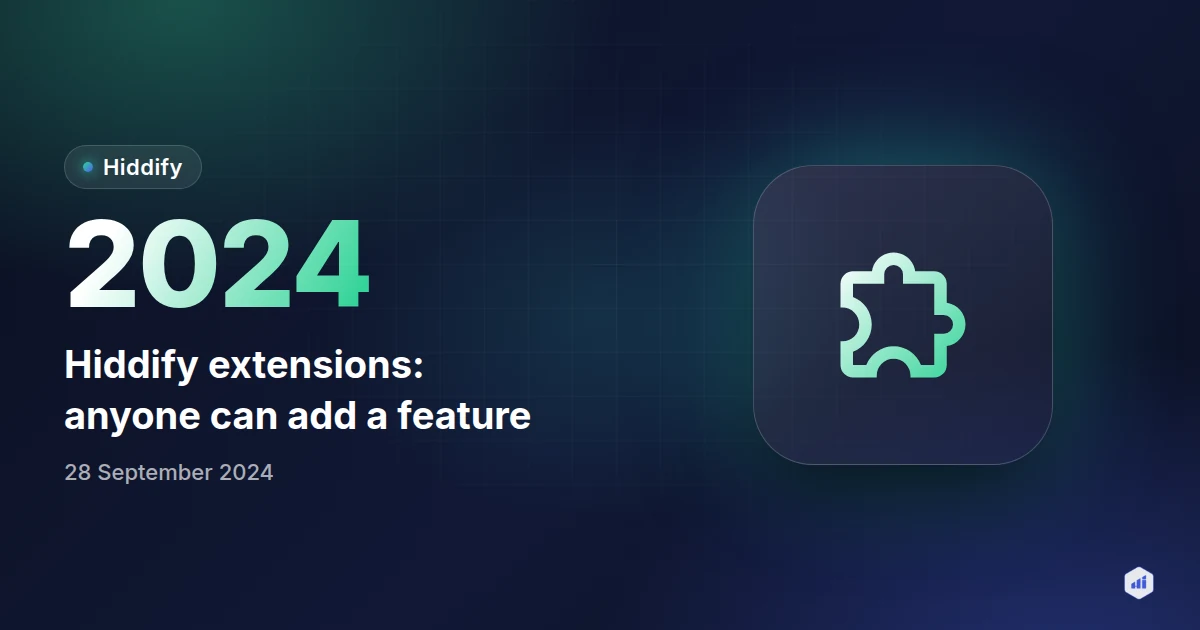 Hiddify
2024
Hiddify extensions:
anyone can add a feature
28 September 2024